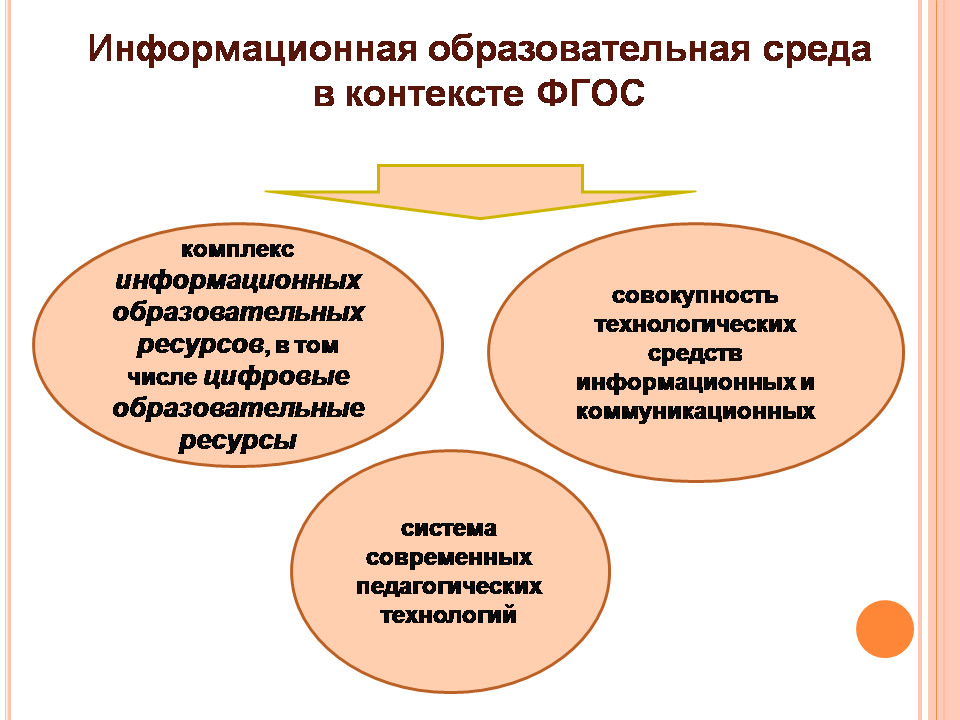 Информационная образовательная среда
в контексте ФГОС
комплекс
информационных
образовательных
ресурсов, в том
числе цифровые
образовательные
ресурсы
совокупность
технологических
средств
информационных и
коммуникационных
система
современных
педагогических
технологий